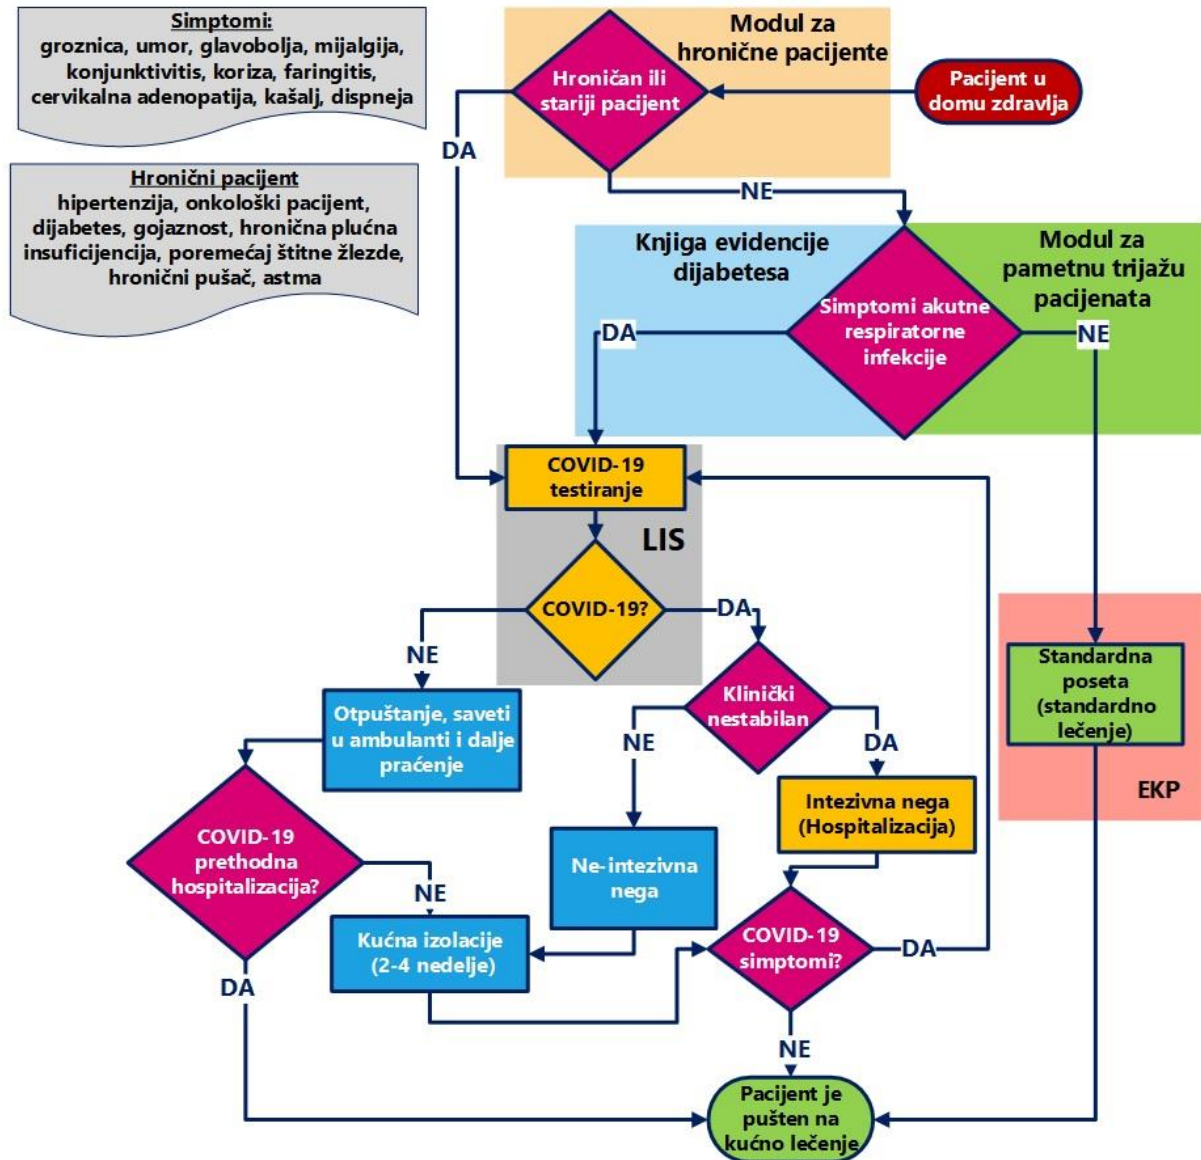 Simptomi:
groznica, umor, glavobolja, mijalgija,
konjunktivitis, koriza, faringitis,
cervikalna adenopatija, kašalj, dispneja
Hronični pacijent
hipertenzija, onkološki pacijent,
dijabetes, gojaznost, hronična plućna
insuficijencija, poremećaj štitne žlezde,
hronični pušač, astma
Modul za
hronične pacijente
Hroničan ili
stariji pacijent
Pacijent u
domu zdravlja
DA
NE
Knjiga evidencije
dijabetesa
Modul za
pametnu trijažu
pacijenata
Simptomi akutne
respiratorne
infekcije
DA
NE
COVID-19
testiranje
LIS
COVID-19?
DA
NE
Klinički
nestabilan
Standardna
poseta
(standardno
lečenje)
EKP
Otpuštanje, saveti
u ambulanti i dalje
praćenje
NE
DA
Intezivna nega
(Hospitalizacija)
COVID-19
prethodna
hospitalizacija?
Ne-intezivna
nega
NE
Kućna izolacije
(2-4 nedelje)
COVID-19
simptomi?
DA
DA
NE
Pacijent je
pušten na
kućno lečenje